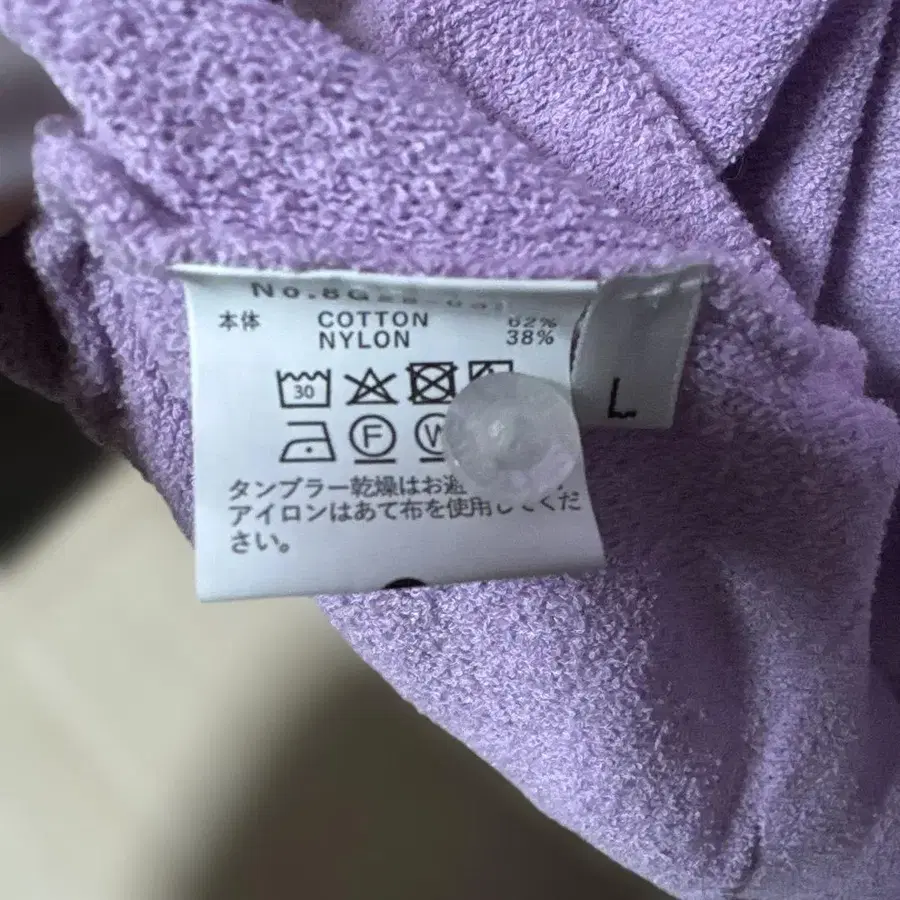 本体 COTTON 62%
NYLON 38%
L
30
F
W
タンブラー乾燥はお避
アイロンはあて布を使用してくだ
さい。